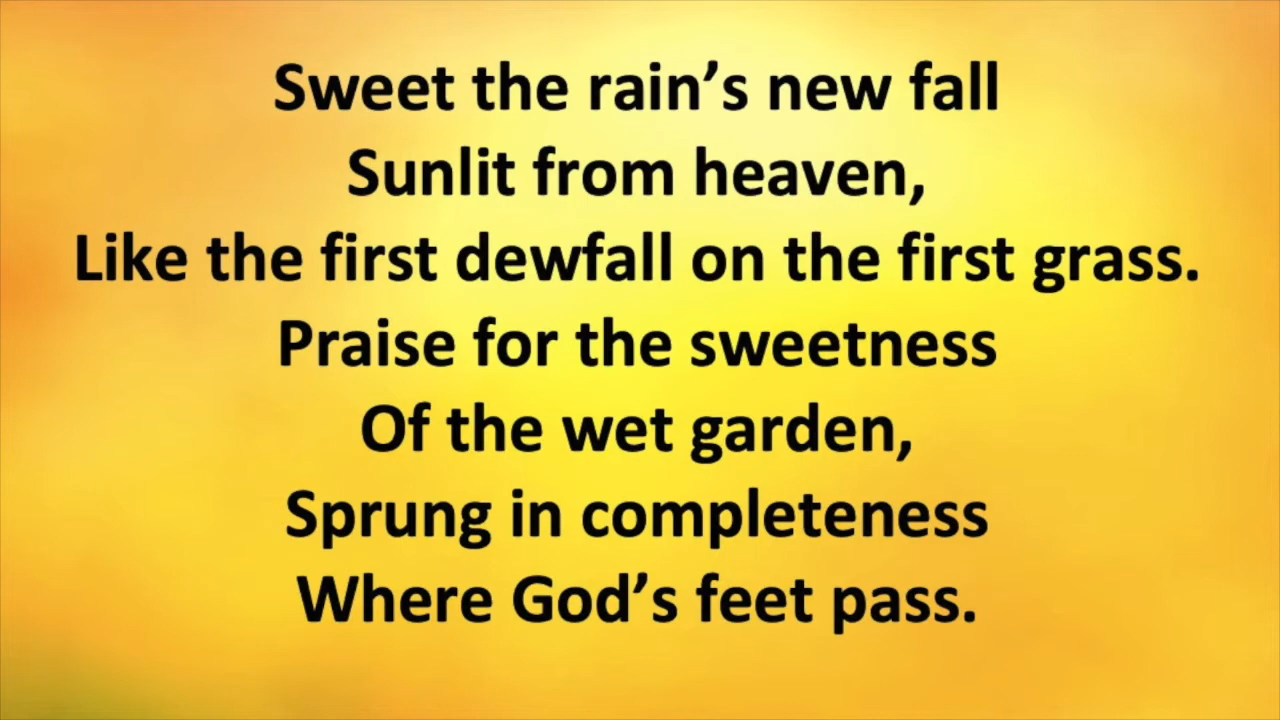 Sweet the rain’s new fall
Sunlit from heaven,
Like the first dewfall on the first grass.
Praise for the sweetness
Of the wet garden,
Sprung in completeness
Where God’s feet pass.